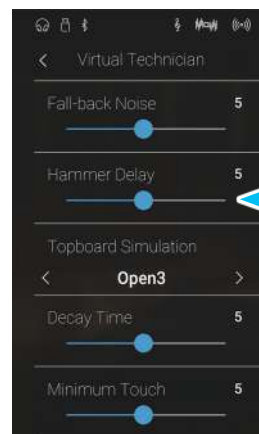 < Virtual Technician
Fall-back Noise 5
Hammer Delay 5
Topboard Simulation
< Open3 >
Decay Time 5
Minimum Touch 5